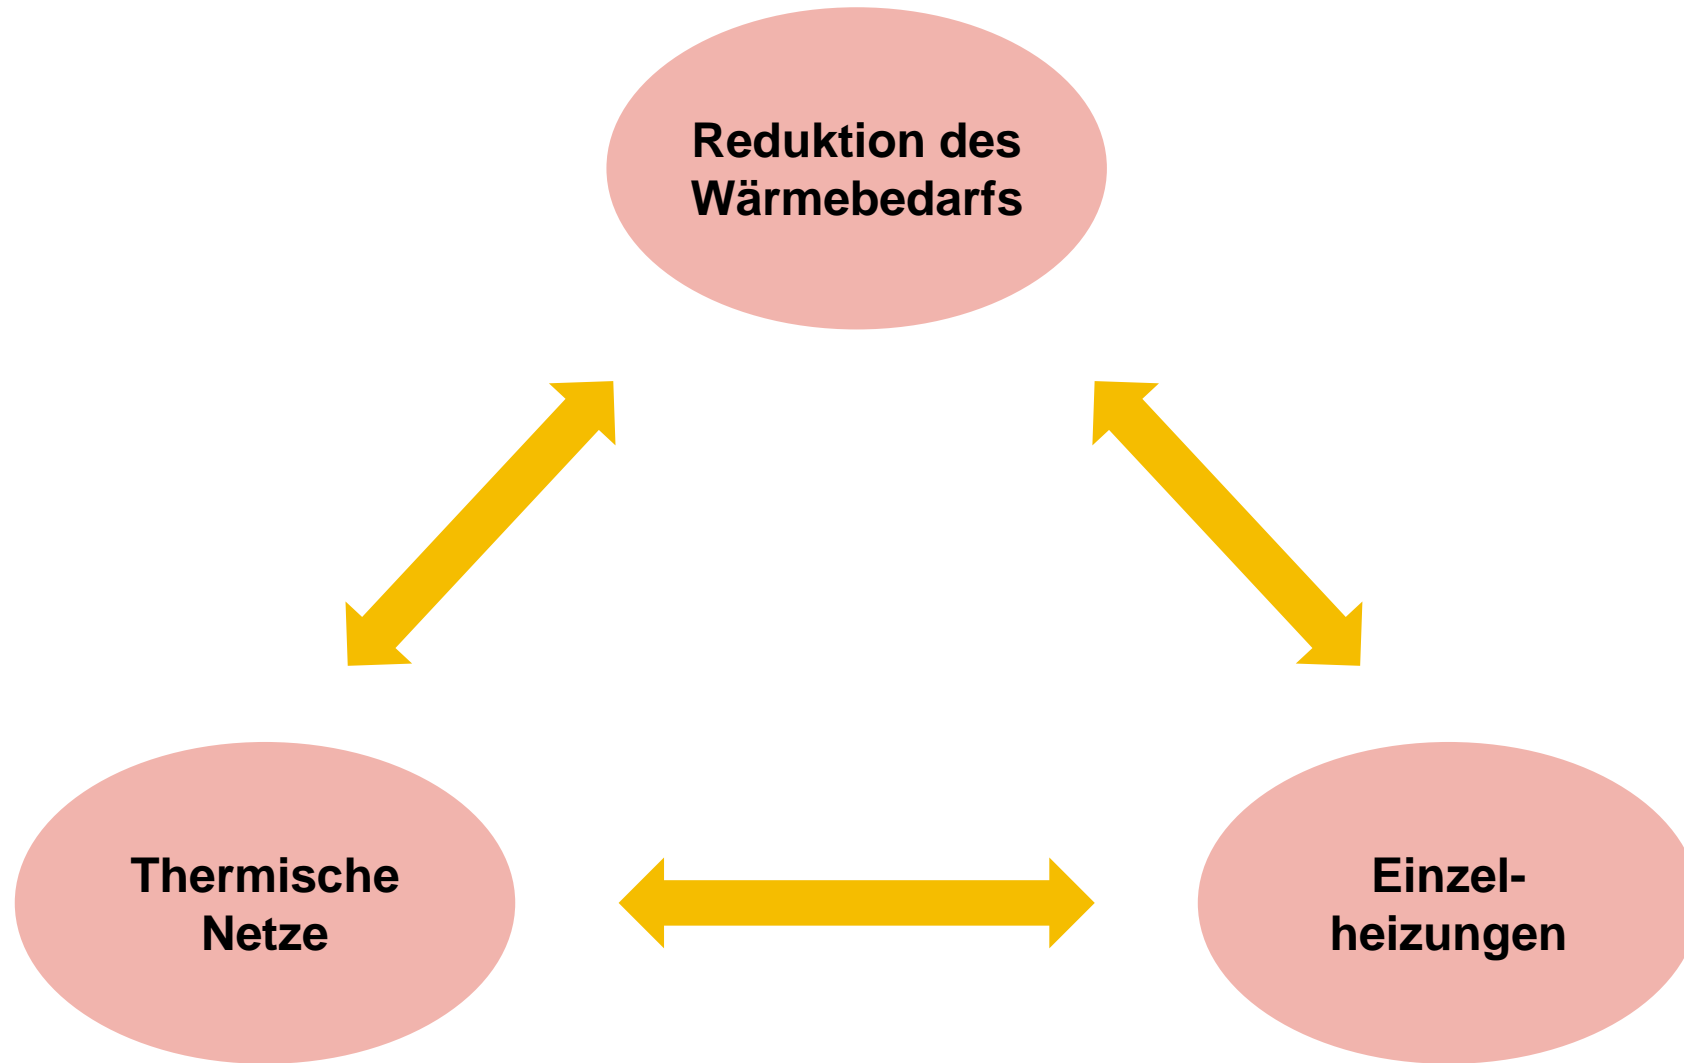 Reduktion des
Wärmebedarfs
Thermische
Netze
Einzel-
heizungen